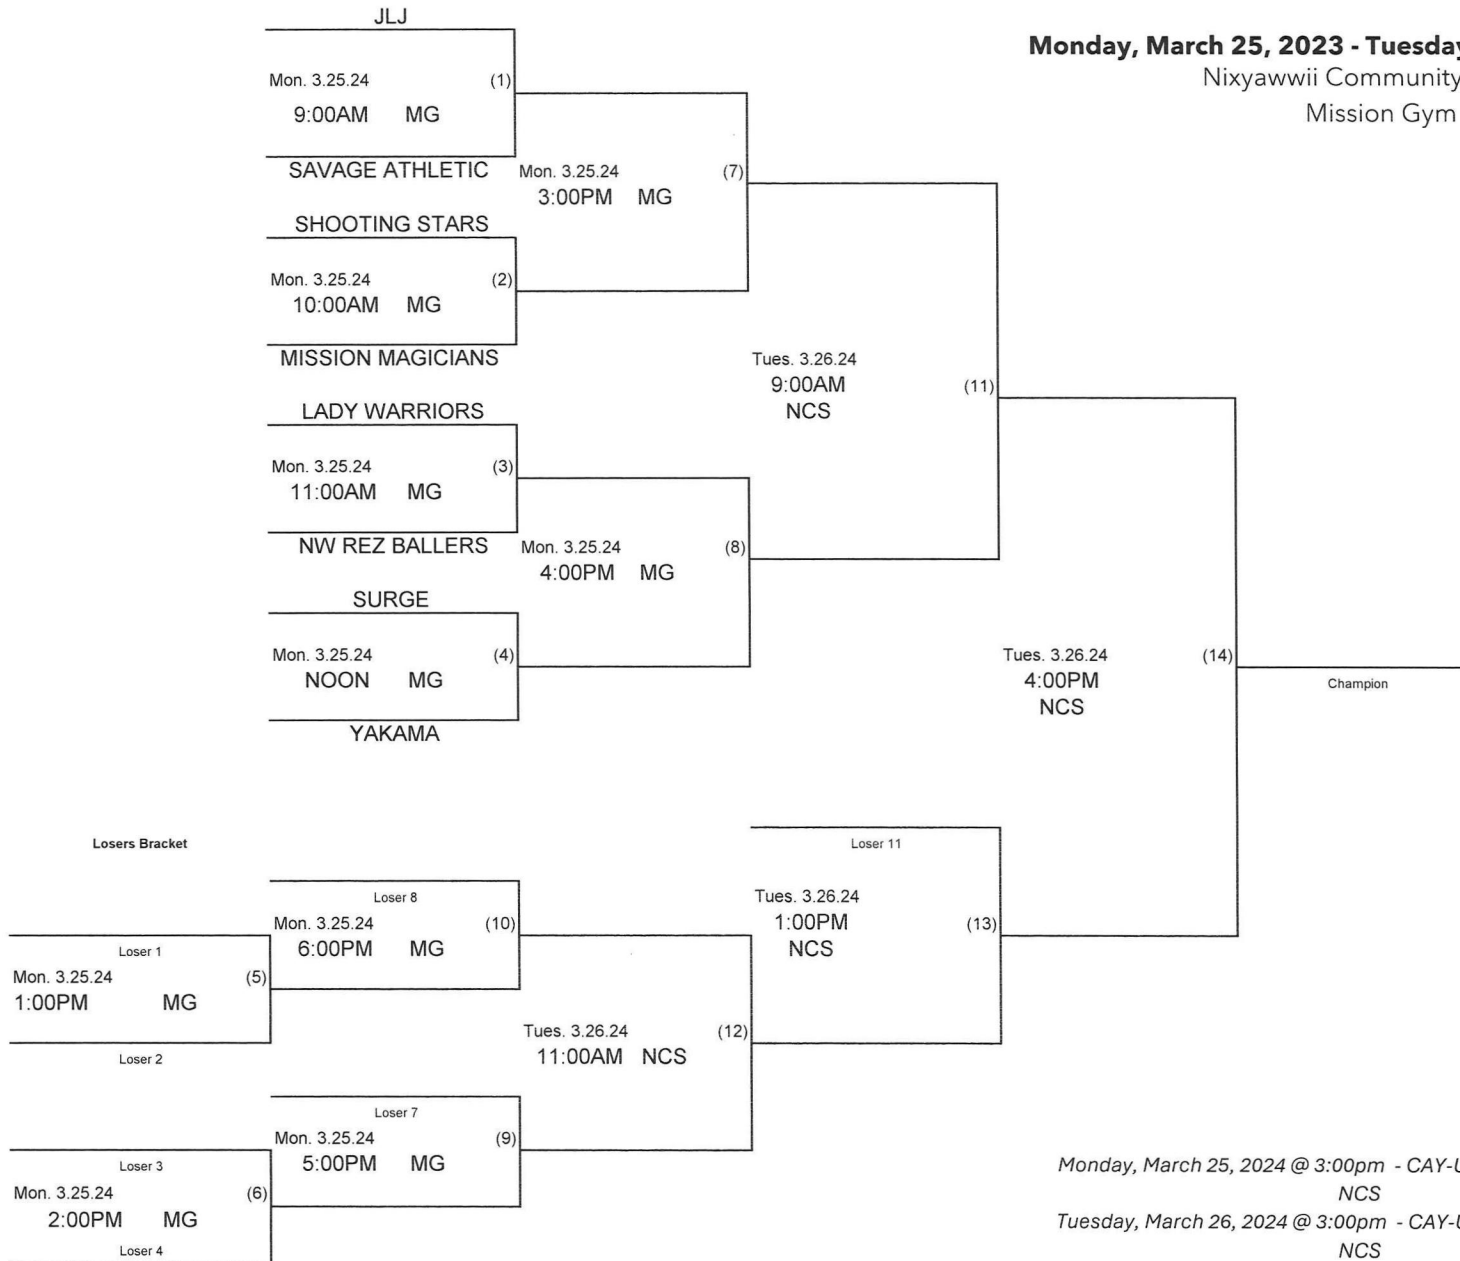 JLJ
Monday, March 25, 2023 - Tuesday
Nixyawwii Community
Mission Gym
Mon. 3.25.24 (1)
9:00AM MG
SAVAGE ATHLETIC
Mon. 3.25.24 (7)
3:00PM MG
SHOOTING STARS
Mon. 3.25.24 (2)
10:00AM MG
MISSION MAGICIANS
Tues. 3.26.24
9:00AM (11)
NCS
LADY WARRIORS
Mon. 3.25.24 (3)
11:00AM MG
NW REZ BALLERS
Mon. 3.25.24 (8)
4:00PM MG
SURGE
Mon. 3.25.24 (4)
NOON MG
YAKAMA
Tues. 3.26.24 (14)
4:00PM
NCS
Champion
Losers Bracket
Loser 11
Loser 8
Mon. 3.25.24 (10)
6:00PM MG
Tues. 3.26.24
1:00PM (13)
NCS
Loser 1
Mon. 3.25.24 (5)
1:00PM MG
Loser 2
Tues. 3.26.24 (12)
11:00AM NCS
Loser 7
Mon. 3.25.24 (9)
5:00PM MG
Loser 3
Mon. 3.25.24 (6)
2:00PM MG
Loser 4
Monday, March 25, 2024 @ 3:00pm - CAY-U
NCS
Tuesday, March 26, 2024 @ 3:00pm - CAY-U
NCS